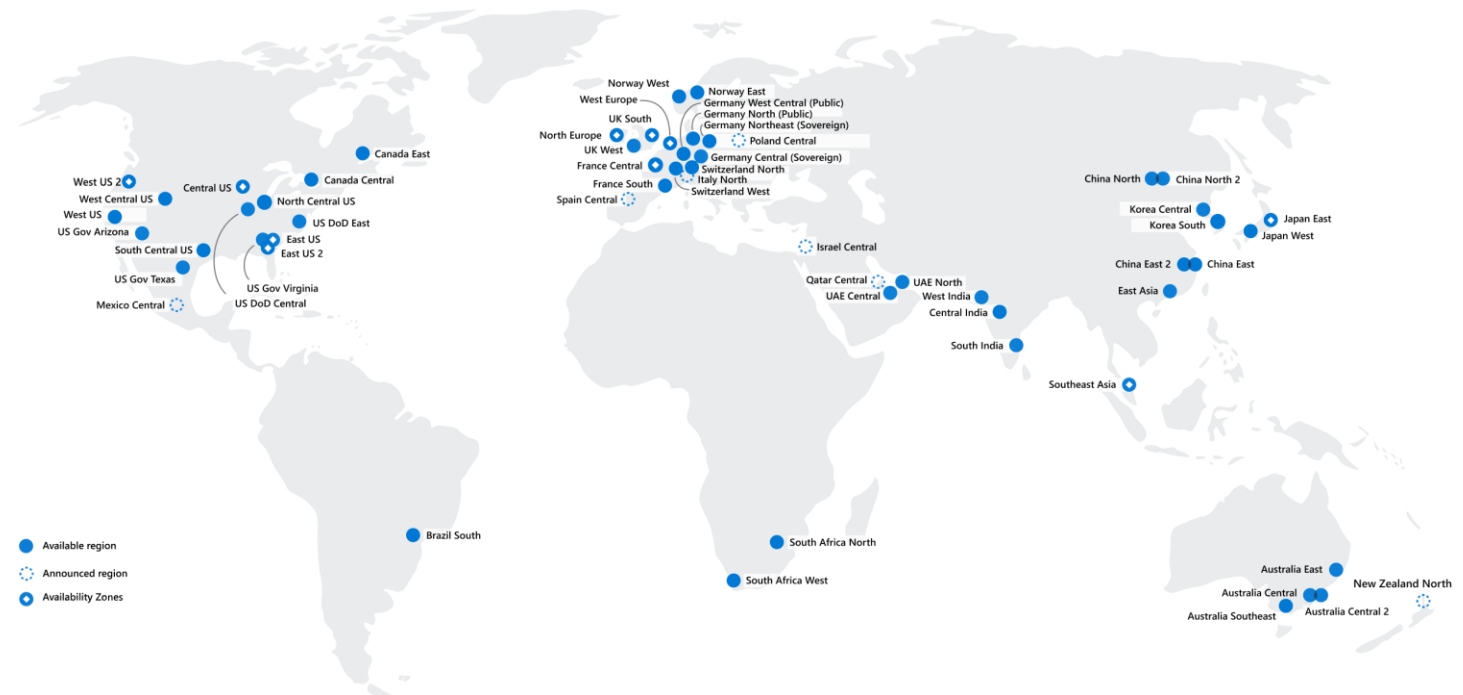 Norway West
Norway East
West Europe
Germany West Central (Public)
Germany North (Public)
UK South
Germany Northeast (Sovereign)
North Europe
Poland Central
UK West
Canada East
Germany Central (Sovereign)
France Central
Switzerland North
West US 2
Central US
Canada Central
Italy North
China North
China North 2
France South
Switzerland West
West Central US
North Central US
Spain Central
Korea Central
West US
US DoD East
Korea South
Japan East
US Gov Arizona
East US
Japan West
South Central US
East US 2
Israel Central
China East 2
China East
US Gov Texas
US Gov Virginia
Qatar Central
UAE North
East Asia
Mexico Central
US DoD Central
UAE Central
West India
Central India
South India
Southeast Asia
Brazil South
South Africa North
South Africa West
Available region
Announced region
Availability Zones
Australia East
New Zealand North
Australia Central
Australia Southeast
Australia Central 2